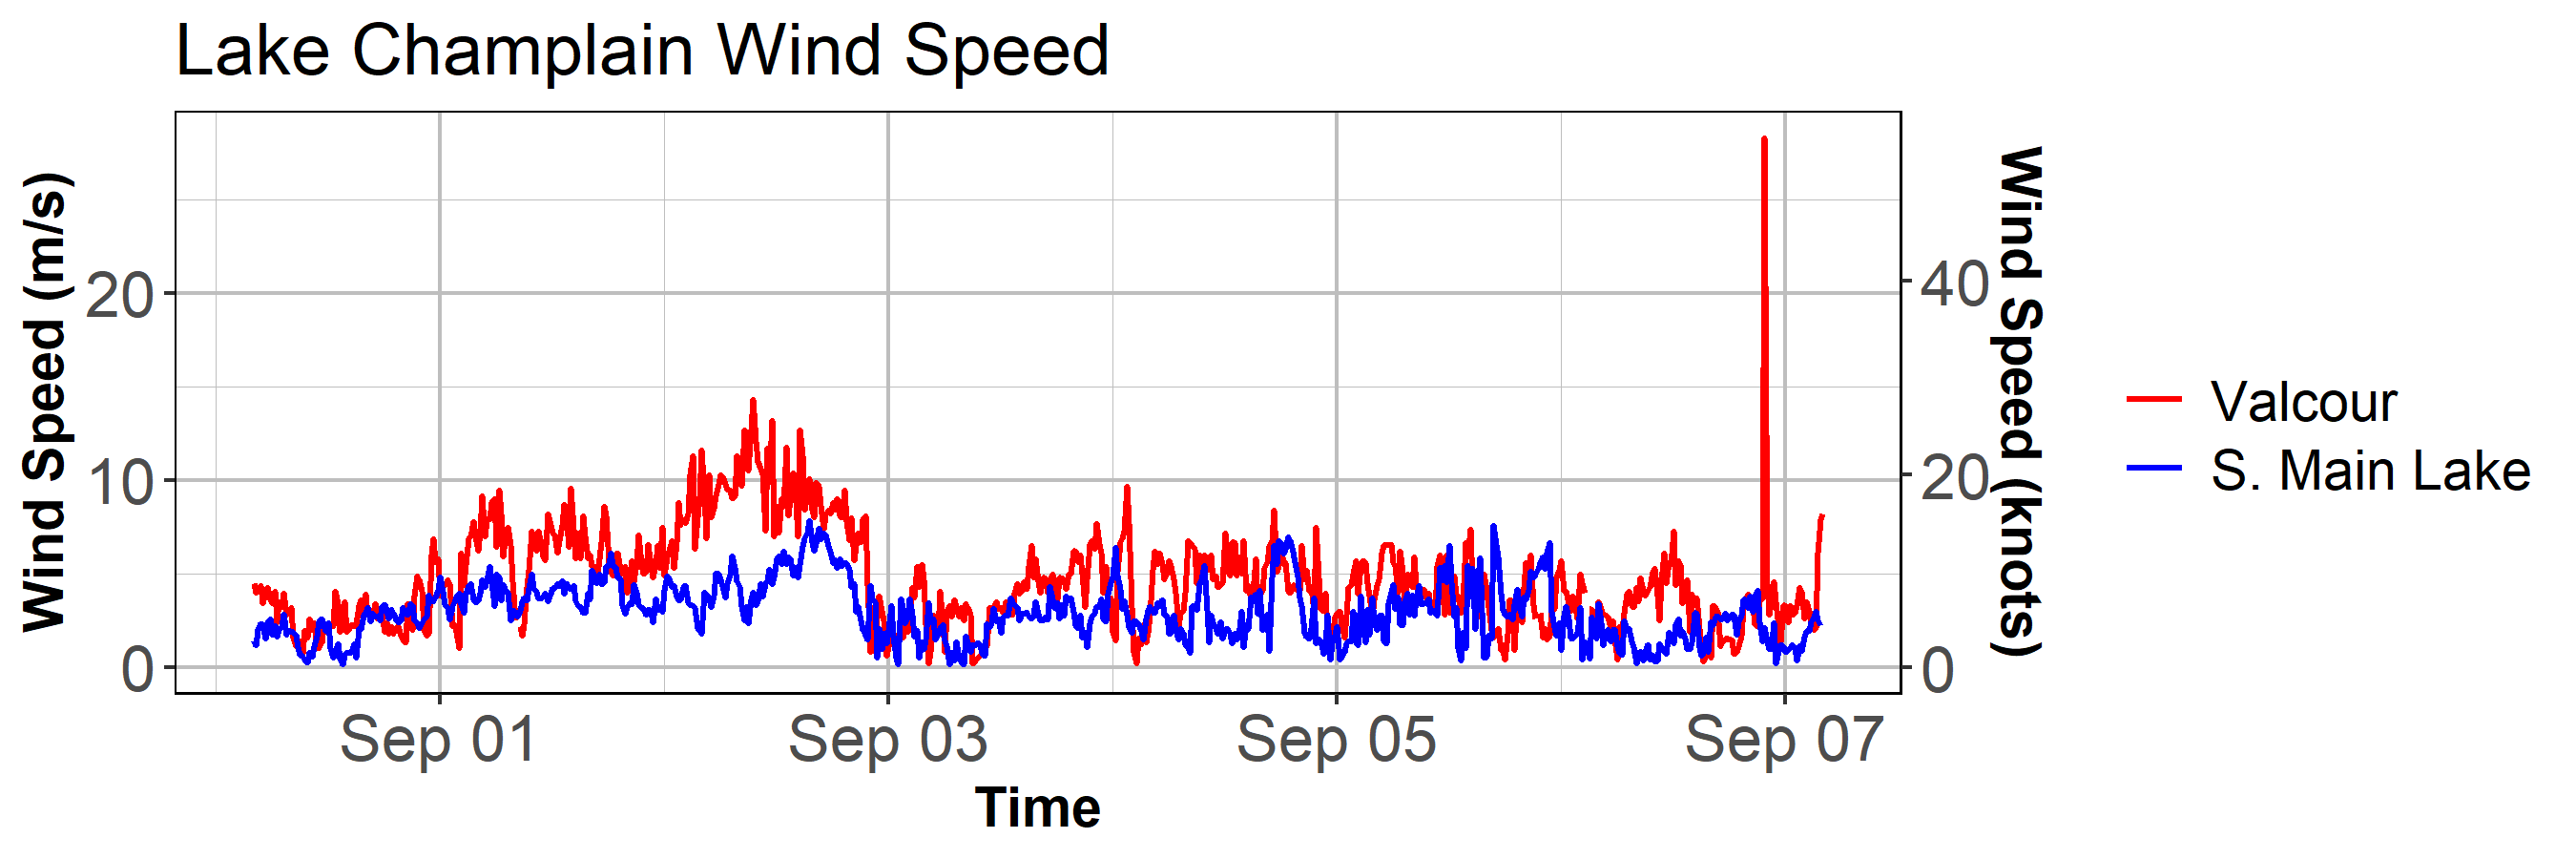 Lake Champlain Wind Speed
Wind Speed (m/s)
20
10
0
40
20
0
Wind Speed (knots)
Sep 01
Sep 03
Sep 05
Sep 07
Time
Valcour
S. Main Lake